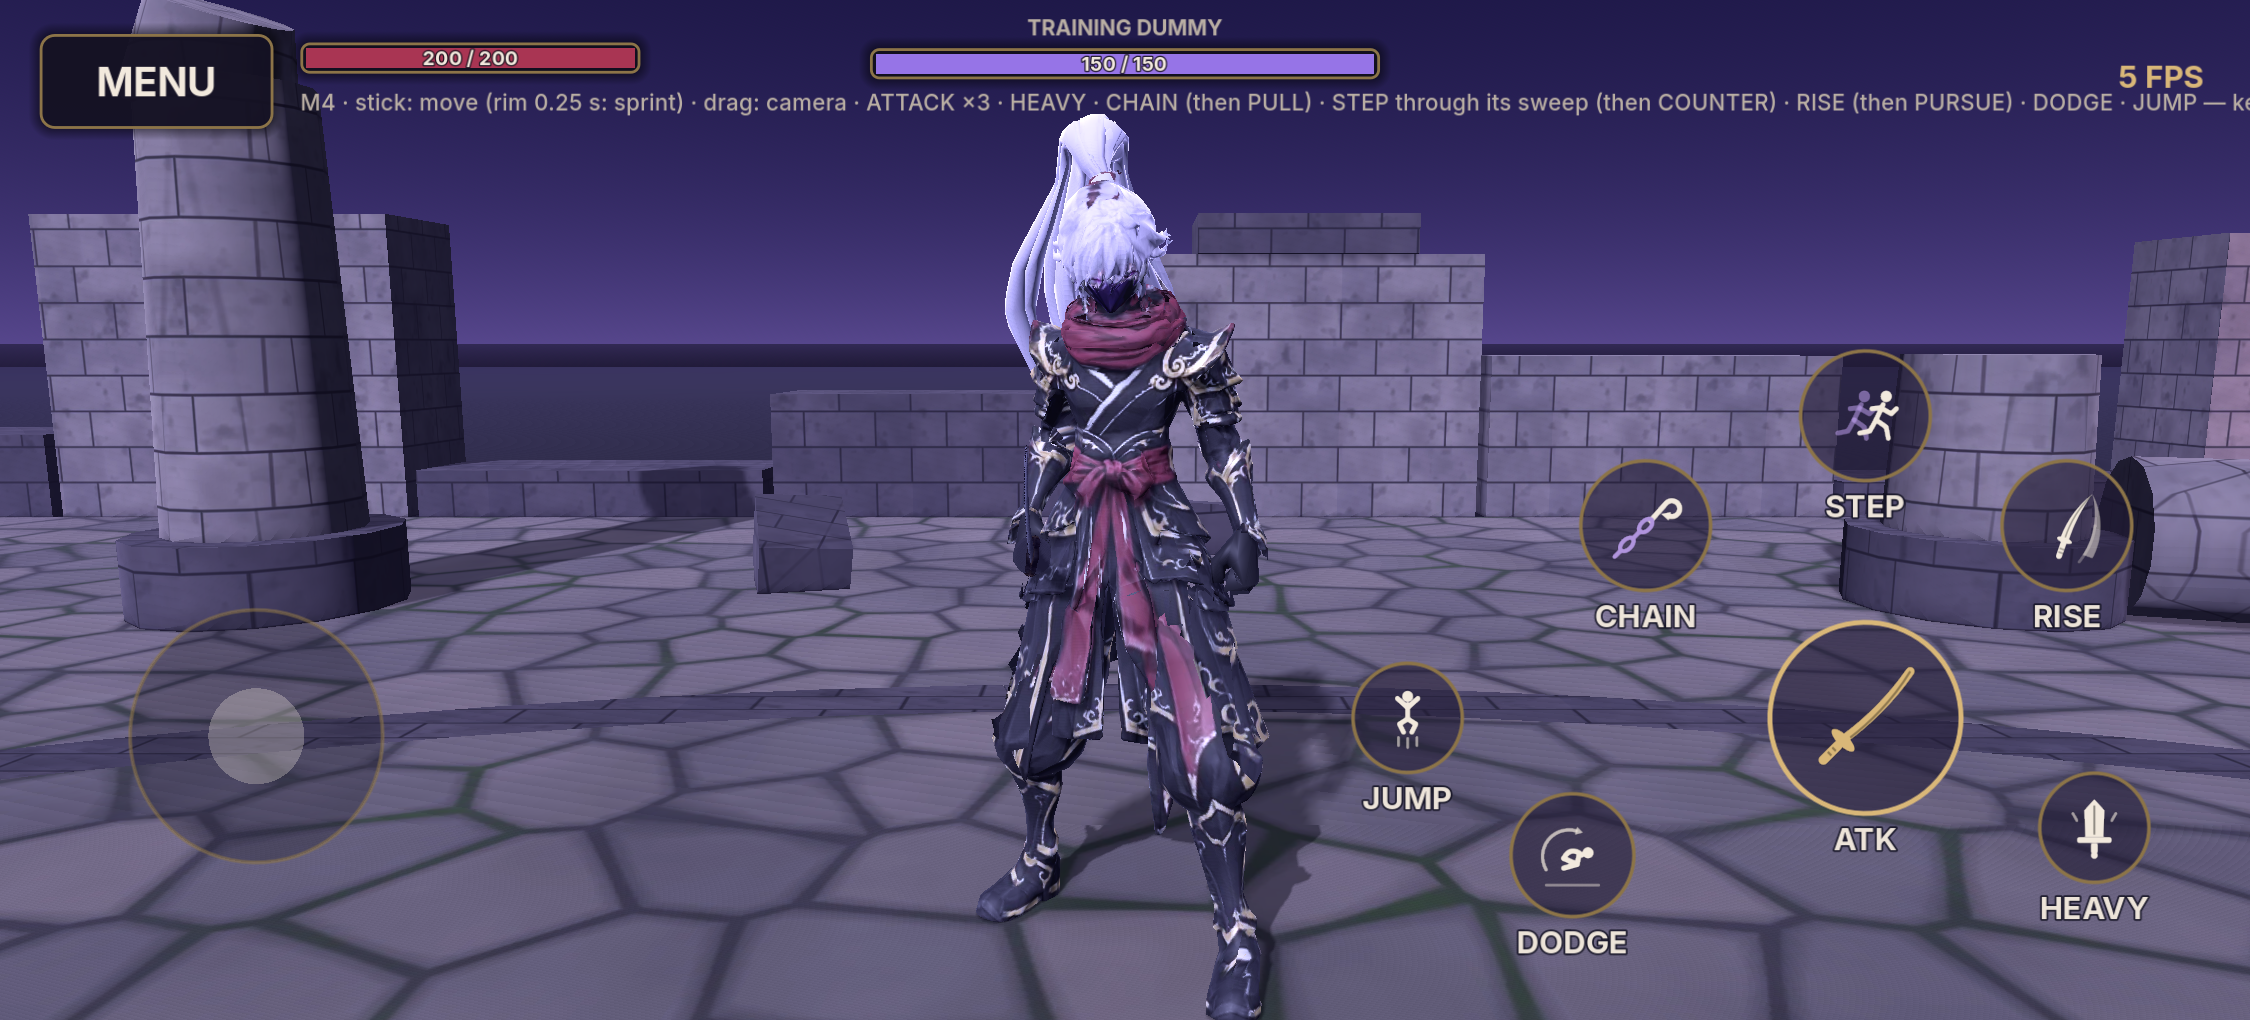 TRAINING DUMMY
MENU
200 / 200
150 / 150
5 FPS
M4 · stick: move (rim 0.25 s: sprint) · drag: camera · ATTACK ×3 · HEAVY · CHAIN (then PULL) · STEP through its sweep (then COUNTER) · RISE (then PURSUE) · DODGE · JUMP —
STEP
CHAIN
RISE
JUMP
ATK
HEAVY
DODGE